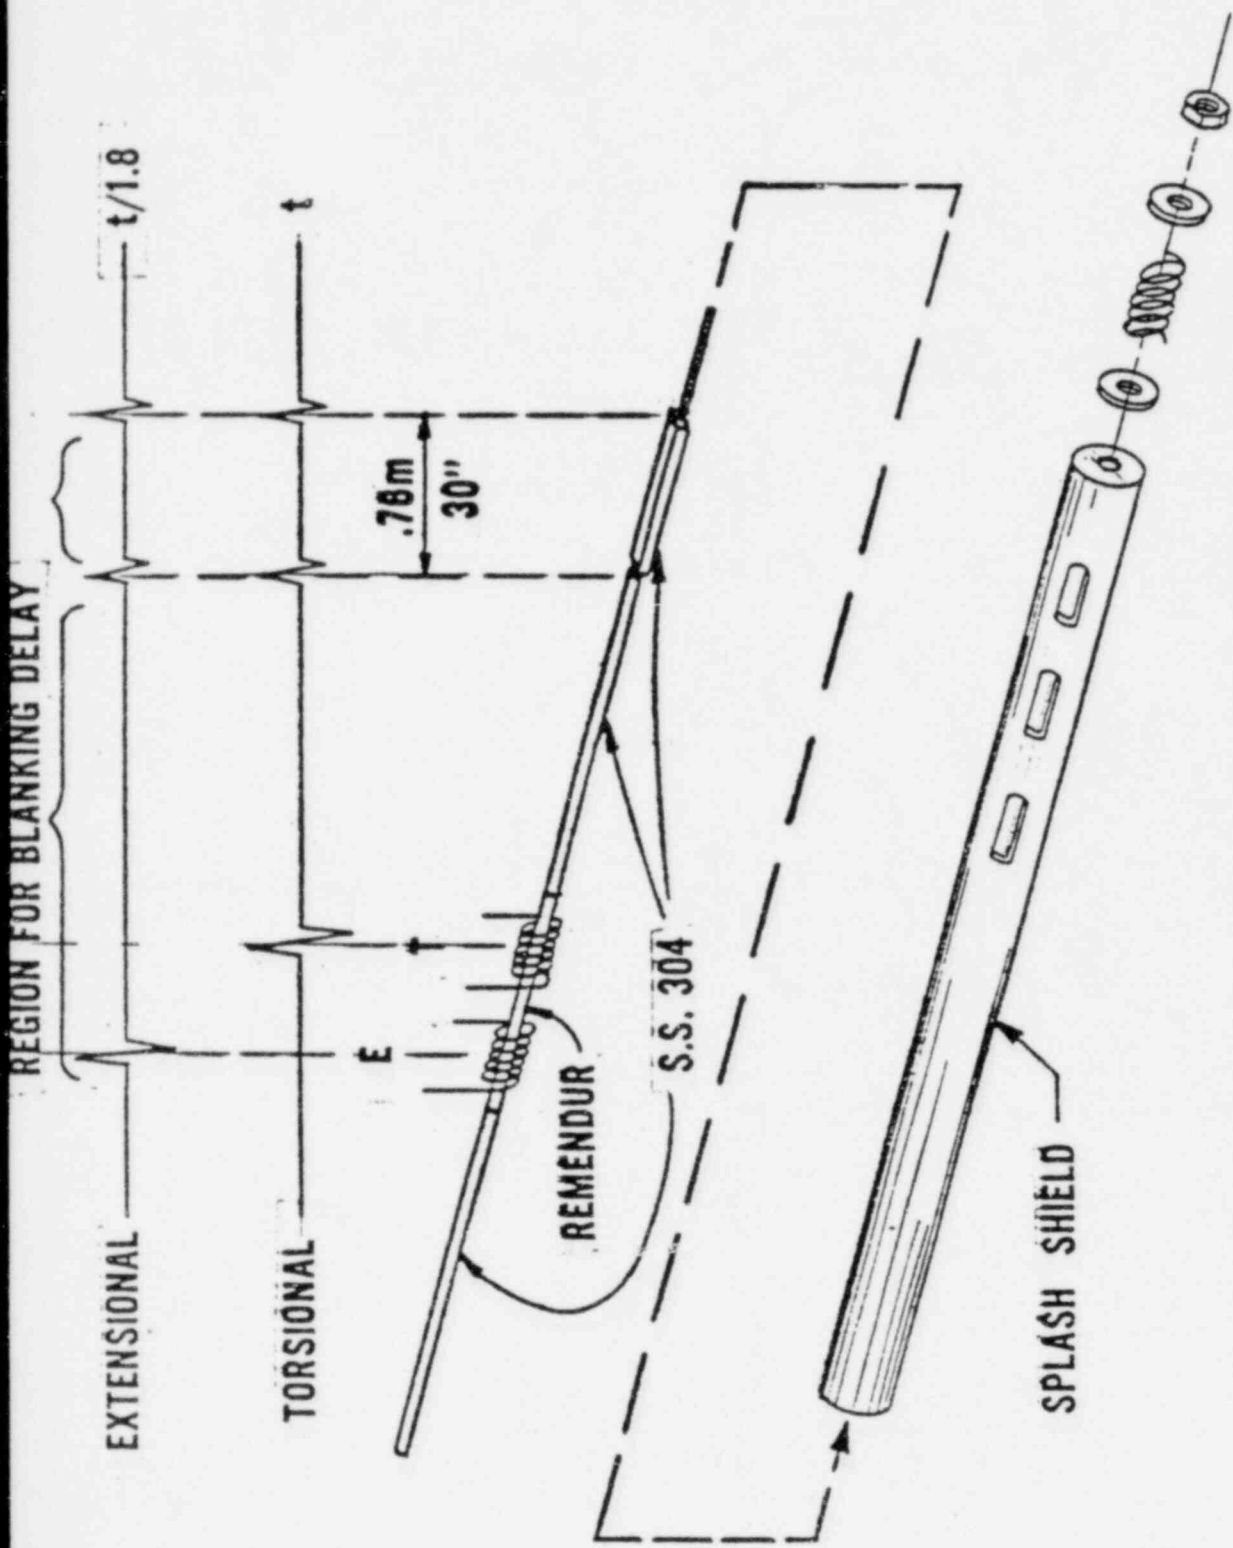 REGION FOR BLANKING DELAY
EXTENSIONAL
t/1.8
TORSIONAL
t
.78m
30"
E
t
REMENDUR
S.S. 304
SPLASH SHIELD